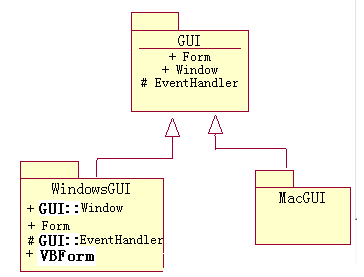 GUI
+ Form
+ Window
# EventHandler
WindowsGUI
+ GUI::Window
+ Form
# GUI::EventHandler
+ VBForm
MacGUI